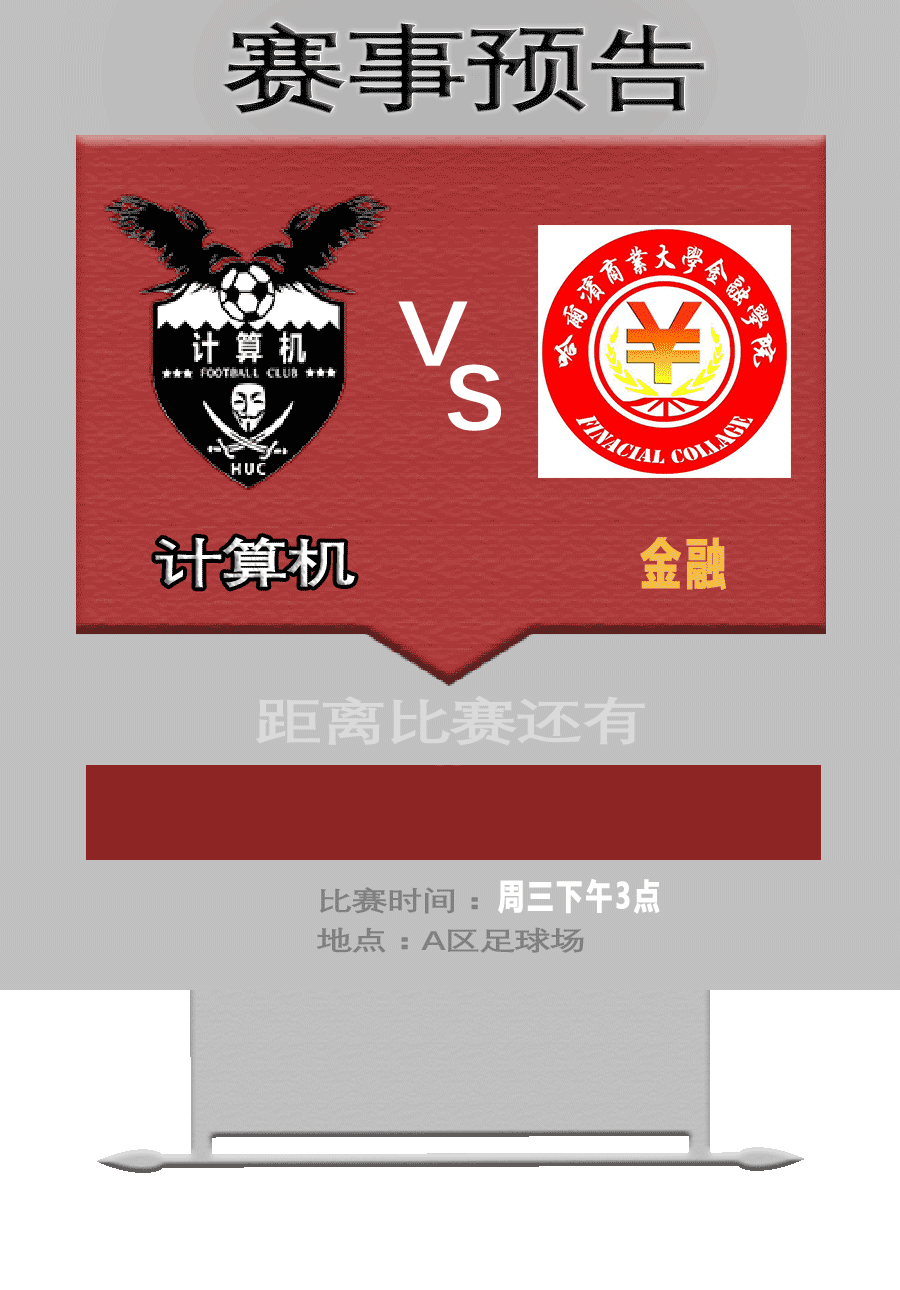 赛事预告
计算机
★★★ FOOTBALL CLUB ★★★
HUC
VS
哈爾濱商業大學金融學院
FINACIAL COLLAGE
计算机
金融
距离比赛还有
比赛时间：周三下午3点
地点：A区足球场